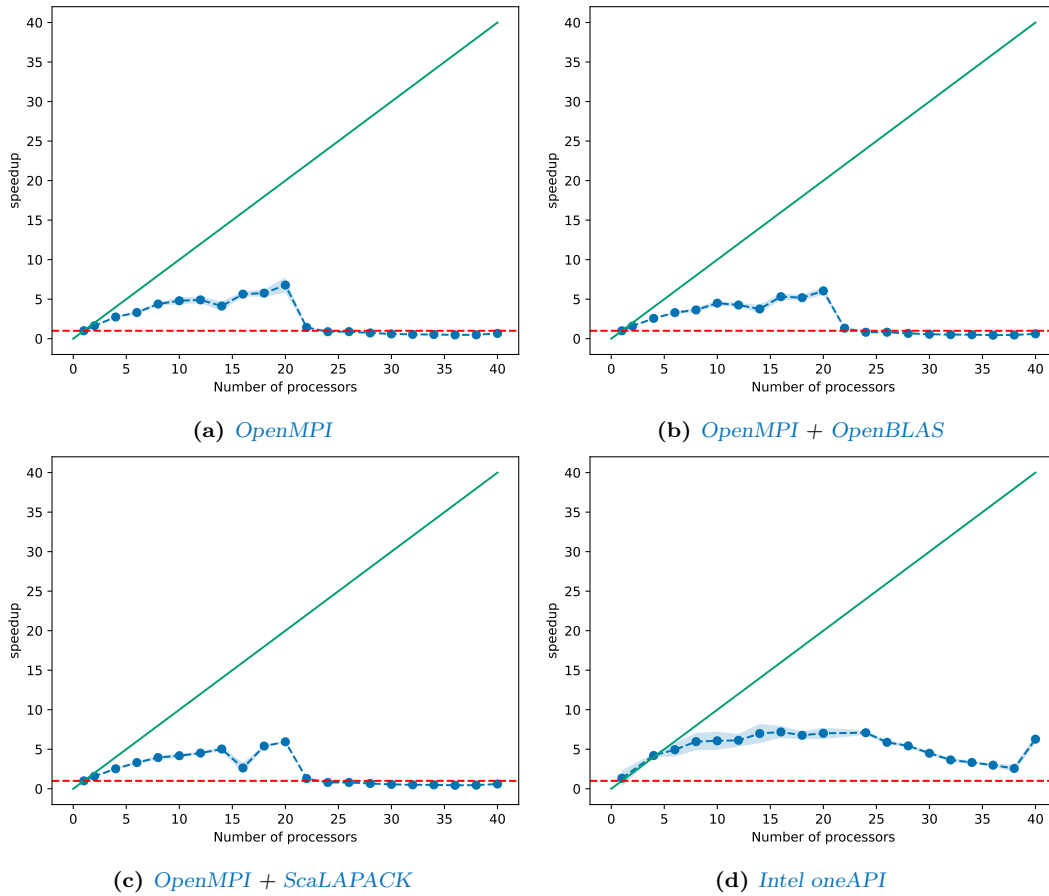 40
35
30
25
20
15
10
5
0
speedup
0 5 10 15 20 25 30 35 40
Number of processors
(a) OpenMPI
40
35
30
25
20
15
10
5
0
speedup
0 5 10 15 20 25 30 35 40
Number of processors
(b) OpenMPI + OpenBLAS
40
35
30
25
20
15
10
5
0
speedup
0 5 10 15 20 25 30 35 40
Number of processors
(c) OpenMPI + ScaLAPACK
40
35
30
25
20
15
10
5
0
speedup
0 5 10 15 20 25 30 35 40
Number of processors
(d) Intel oneAPI